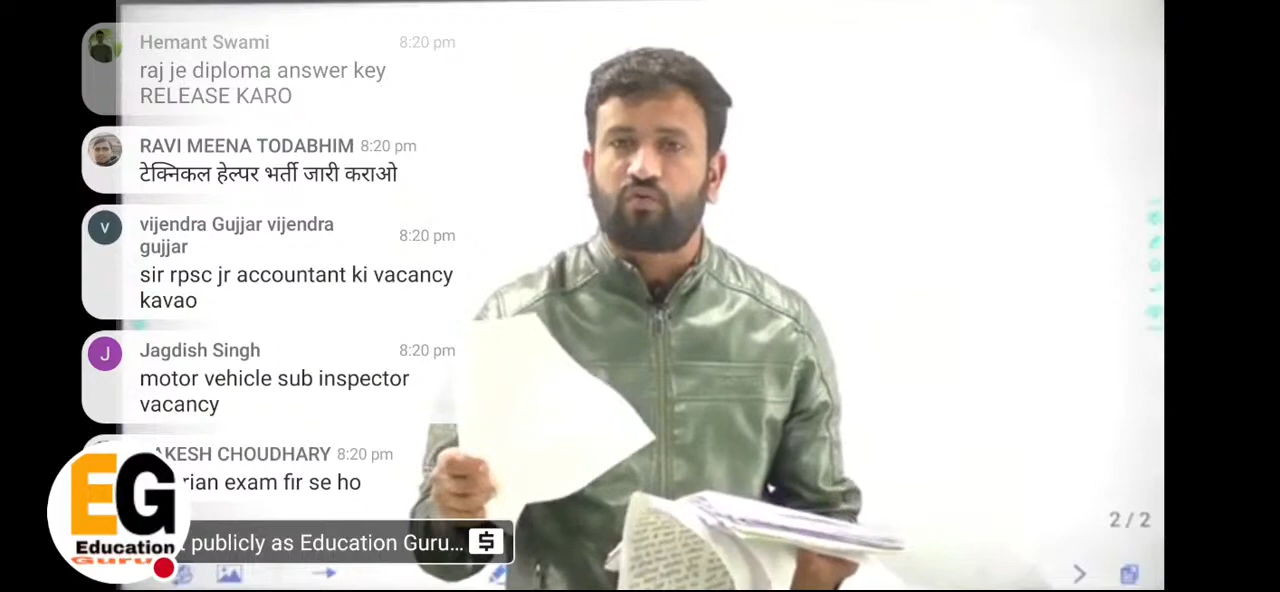 Hemant Swami 8:20 pm
raj je diploma answer key
RELEASE KARO
RAVI MEENA TODABHIM 8:20 pm
टेक्निकल हेल्पर भर्ती जारी कराओ
v
vijendra Gujjar vijendra
gujjar 8:20 pm
sir rpsc jr accountant ki vacancy
kavao
J
Jagdish Singh 8:20 pm
motor vehicle sub inspector
vacancy
CHOUDHARY 8:20 pm
exam fir se ho
EG
Education
Guru
publicly as Education Guru... $
2/2